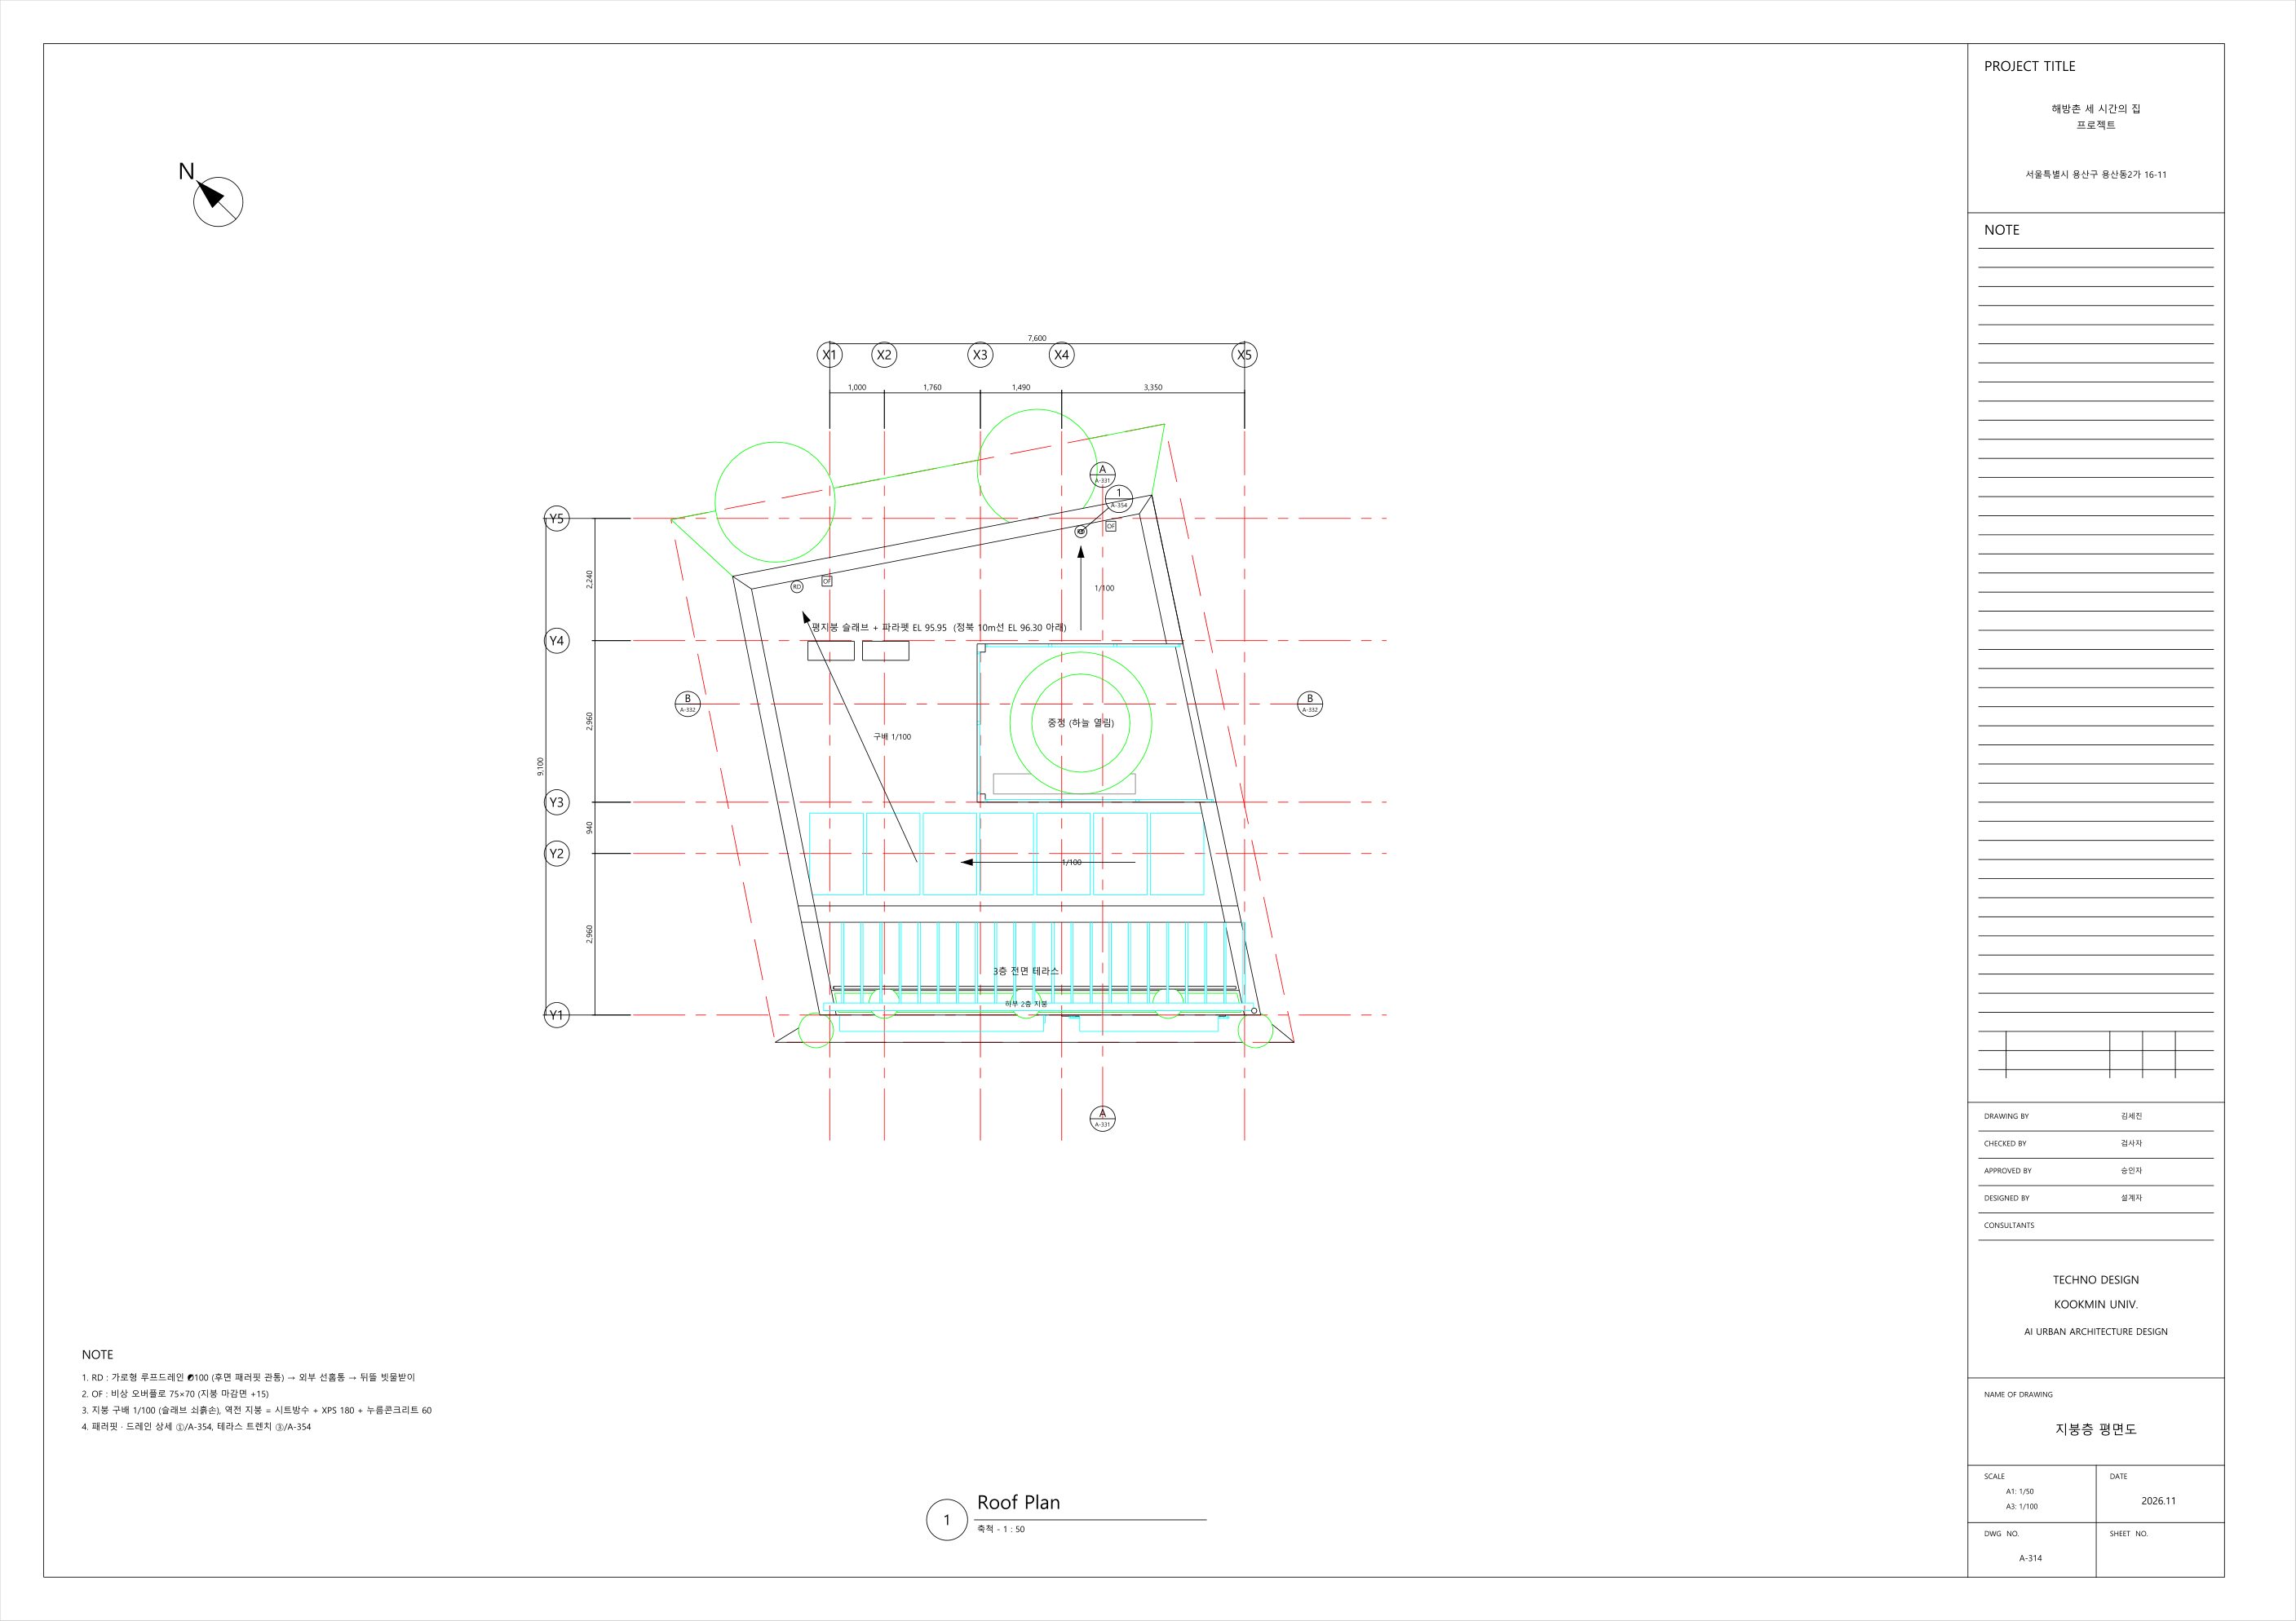 PROJECT TITLE
해방촌 세 시간의 집
프로젝트
서울특별시 용산구 용산동2가 16-11
NOTE
N
7,600
X1 X2 X3 X4 X5
1,000 1,760 1,490 3,350
A
A-331
1
A-354
Y5
OF
RD
OF
2,240
1/100
평지붕 슬래브 + 파라펫 EL 95.95 (정북 10m선 EL 96.30 아래)
Y4
B
A-332
B
A-332
2,960
중정 (하늘 열림)
구배 1/100
9,100
Y3
940
Y2
1/100
2,960
3층 전면 테라스
하부 2층 지붕
Y1
A
A-331
DRAWING BY 김세진
CHECKED BY 검사자
APPROVED BY 승인자
DESIGNED BY 설계자
CONSULTANTS
TECHNO DESIGN
KOOKMIN UNIV.
AI URBAN ARCHITECTURE DESIGN
NOTE
1. RD : 가로형 루프드레인 100 (후면 패러핏 관통) → 외부 선홈통 → 뒤뜰 빗물받이
2. OF : 비상 오버플로 75×70 (지붕 마감면 +15)
3. 지붕 구배 1/100 (슬래브 쇠흙손), 역전 지붕 = 시트방수 + XPS 180 + 누름콘크리트 60
4. 패러핏 · 드레인 상세 ①/A-354, 테라스 트렌치 ③/A-354
NAME OF DRAWING
지붕층 평면도
SCALE
A1: 1/50
A3: 1/100
DATE
2026.11
DWG NO.
A-314
SHEET NO.
1
Roof Plan
축척 - 1 : 50